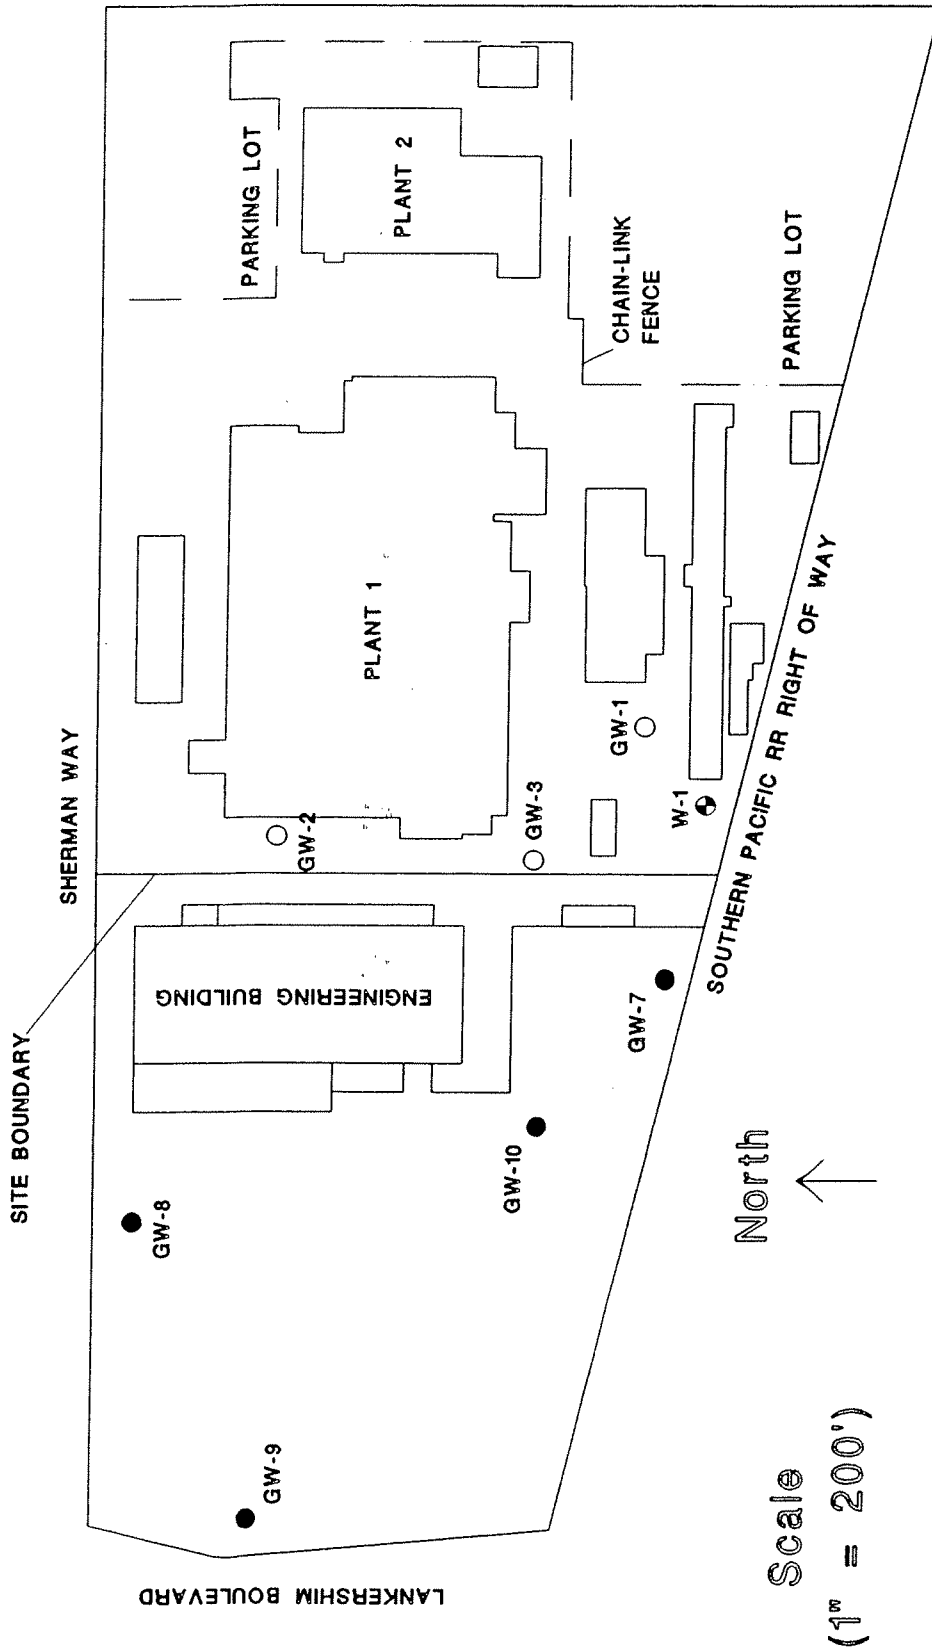 SITE BOUNDARY
SHERMAN WAY
PARKING LOT
PLANT 2
CHAIN-LINK
FENCE
PARKING LOT
PLANT 1
GW-1
GW-2
GW-3
W-1
SOUTHERN PACIFIC RR RIGHT OF WAY
ENGINEERING BUILDING
GW-7
GW-8
GW-10
GW-9
LANKERSHIM BOULEVARD
North
Scale
(1" = 200')